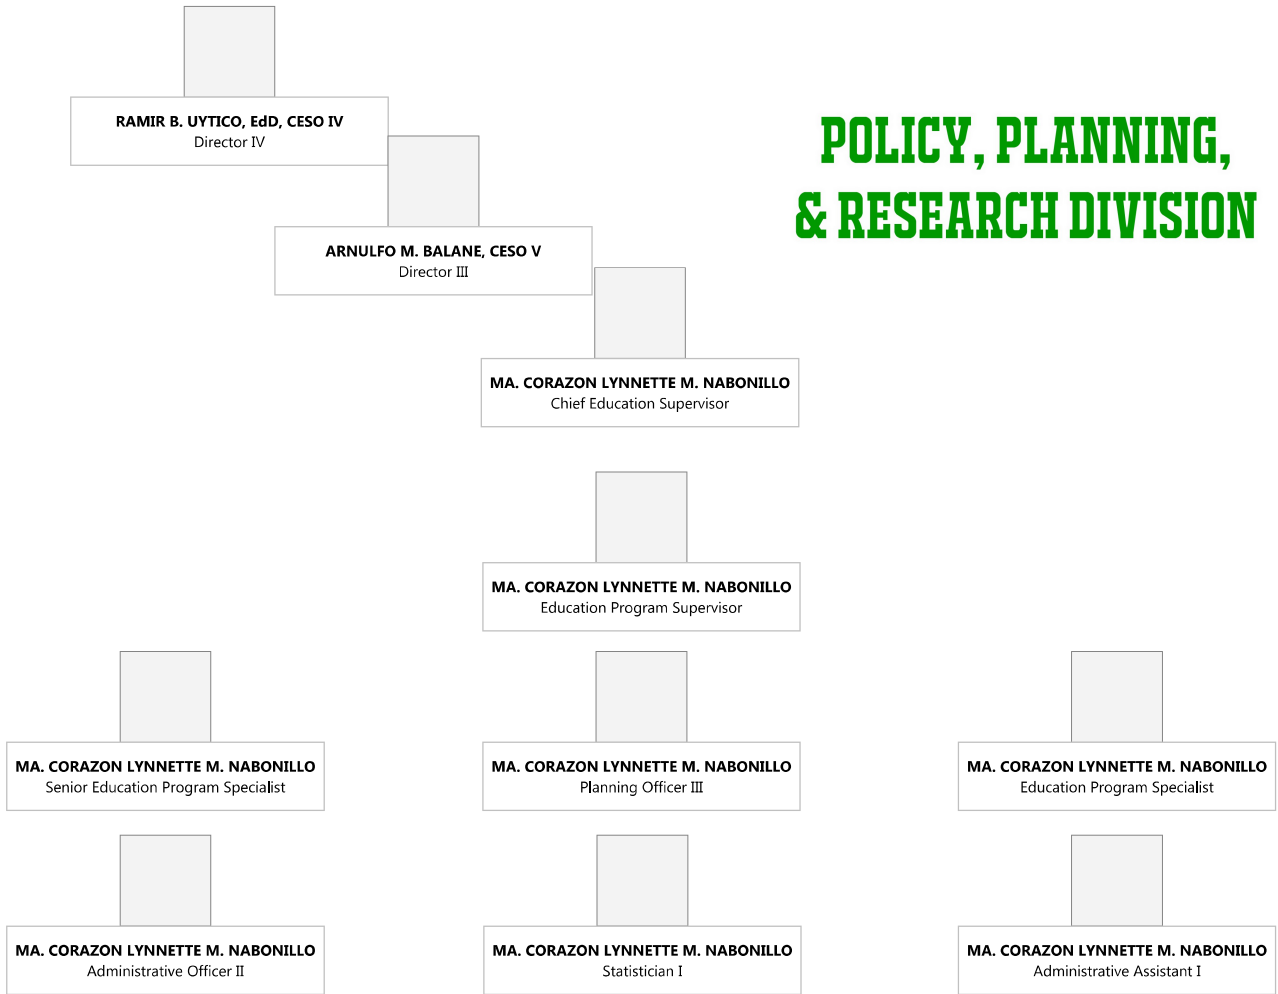 RAMIR B. UYTICO, EdD, CESO IV
Director IV
POLICY, PLANNING,
& RESEARCH DIVISION
ARNULFO M. BALANE, CESO V
Director III
MA. CORAZON LYNNETTE M. NABONILLO
Chief Education Supervisor
MA. CORAZON LYNNETTE M. NABONILLO
Education Program Supervisor
MA. CORAZON LYNNETTE M. NABONILLO
Senior Education Program Specialist
MA. CORAZON LYNNETTE M. NABONILLO
Planning Officer III
MA. CORAZON LYNNETTE M. NABONILLO
Education Program Specialist
MA. CORAZON LYNNETTE M. NABONILLO
Administrative Officer II
MA. CORAZON LYNNETTE M. NABONILLO
Statistician I
MA. CORAZON LYNNETTE M. NABONILLO
Administrative Assistant I